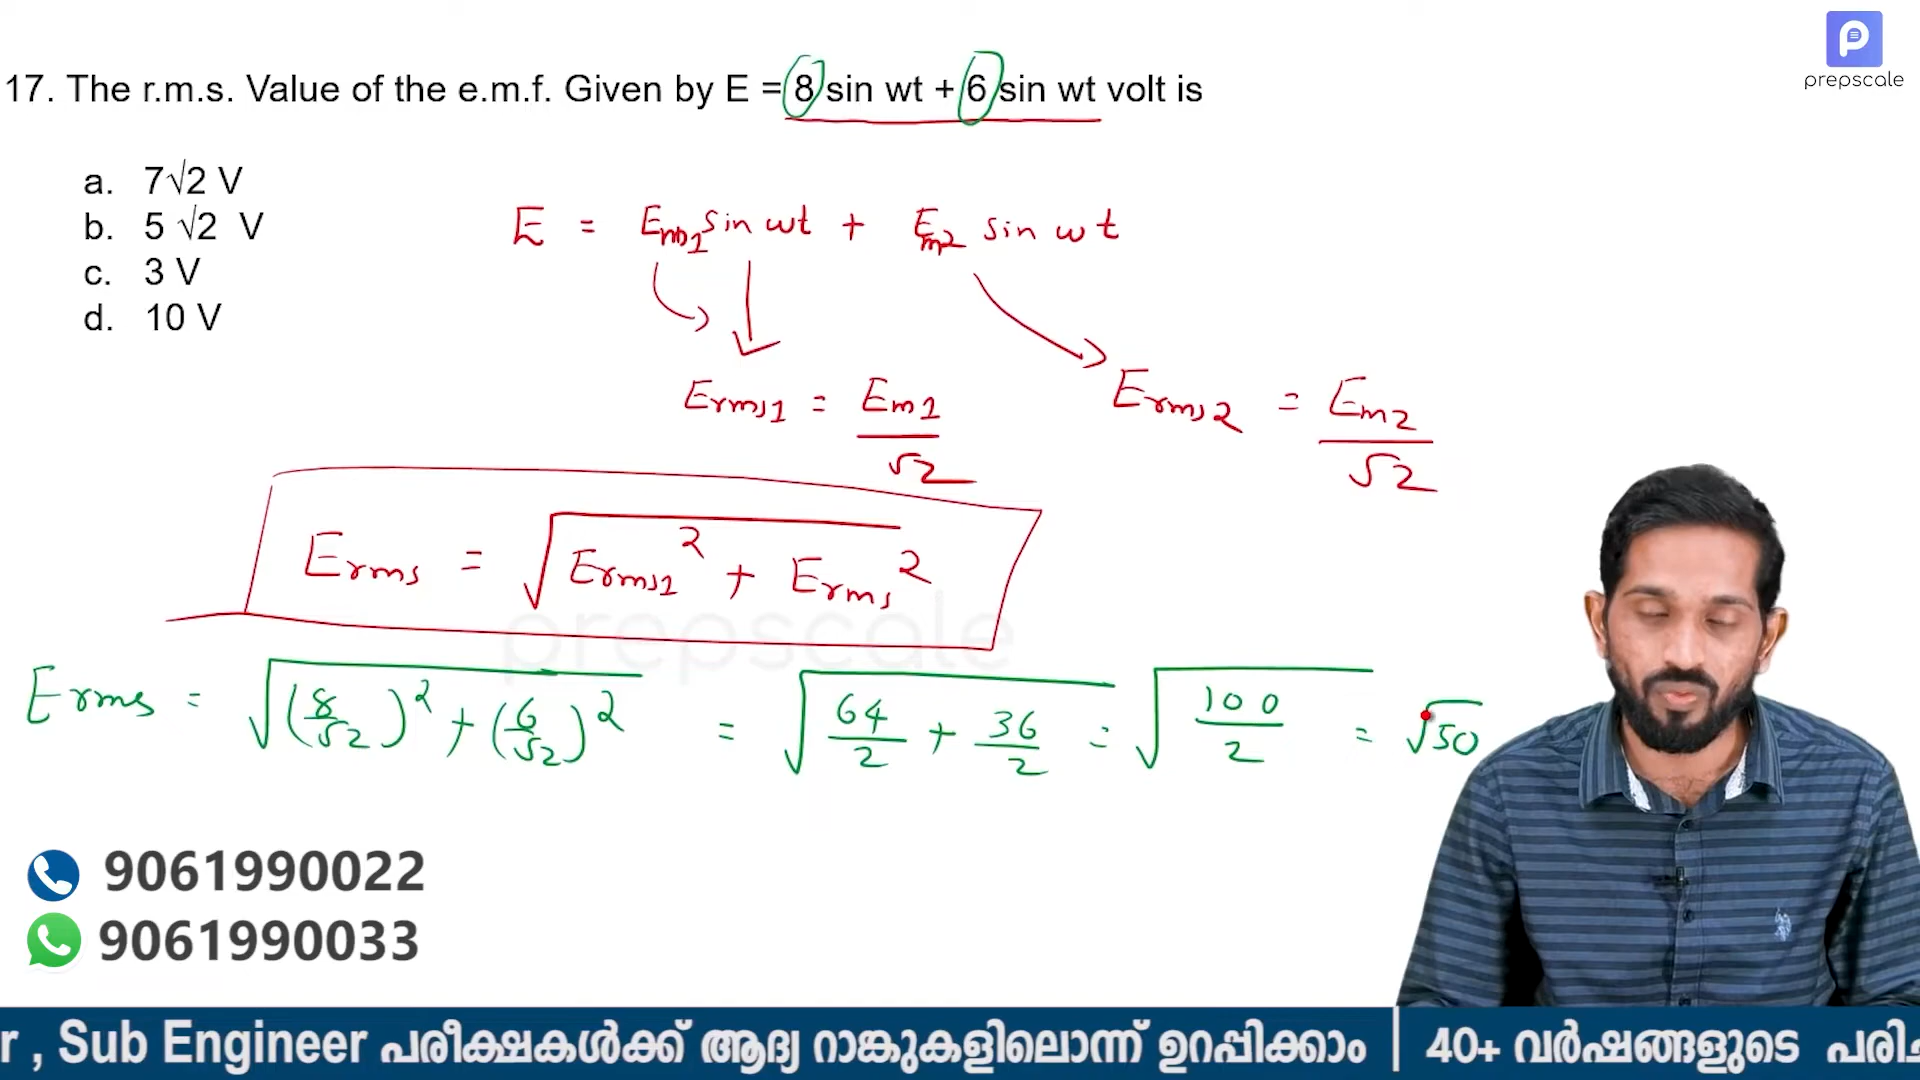 prepscale
17. The r.m.s. Value of the e.m.f. Given by E = 8 sin wt + 6 sin wt volt is
a. 7√2 V
b. 5 √2 V
c. 3 V
d. 10 V
E = Em1 sin wt + Em2 sin wt
Erms1 = Em1/√2
Erms2 = Em2/√2
Erms = √(Erms1² + Erms²)
prepscale
Erms = √((8/√2)² + (6/√2)²) = √(64/2 + 36/2) = √(100/2) = √50
9061990022
9061990033
r , Sub Engineer പരീക്ഷകൾക്ക് ആദ്യ റാങ്കുകളിലൊന്ന് ഉറപ്പിക്കാം | 40+ വർഷങ്ങളുടെ പരിച